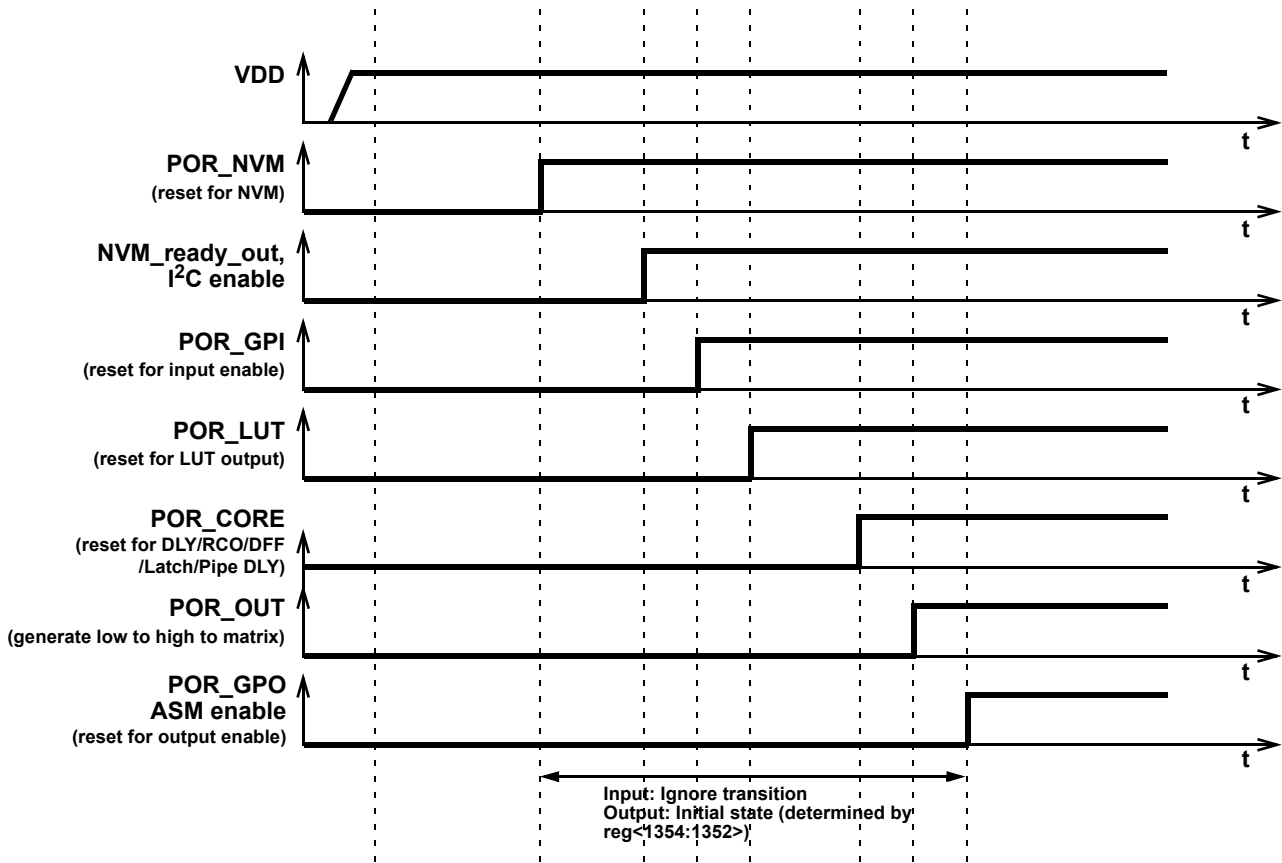 VDD
t
POR_NVM
(reset for NVM)
t
NVM_ready_out,
I²C enable
t
POR_GPI
(reset for input enable)
t
POR_LUT
(reset for LUT output)
t
POR_CORE
(reset for DLY/RCO/DFF
/Latch/Pipe DLY)
t
POR_OUT
(generate low to high to matrix)
t
POR_GPO
ASM enable
(reset for output enable)
t
Input: Ignore transition
Output: Initial state (determined by
reg<1354:1352>)